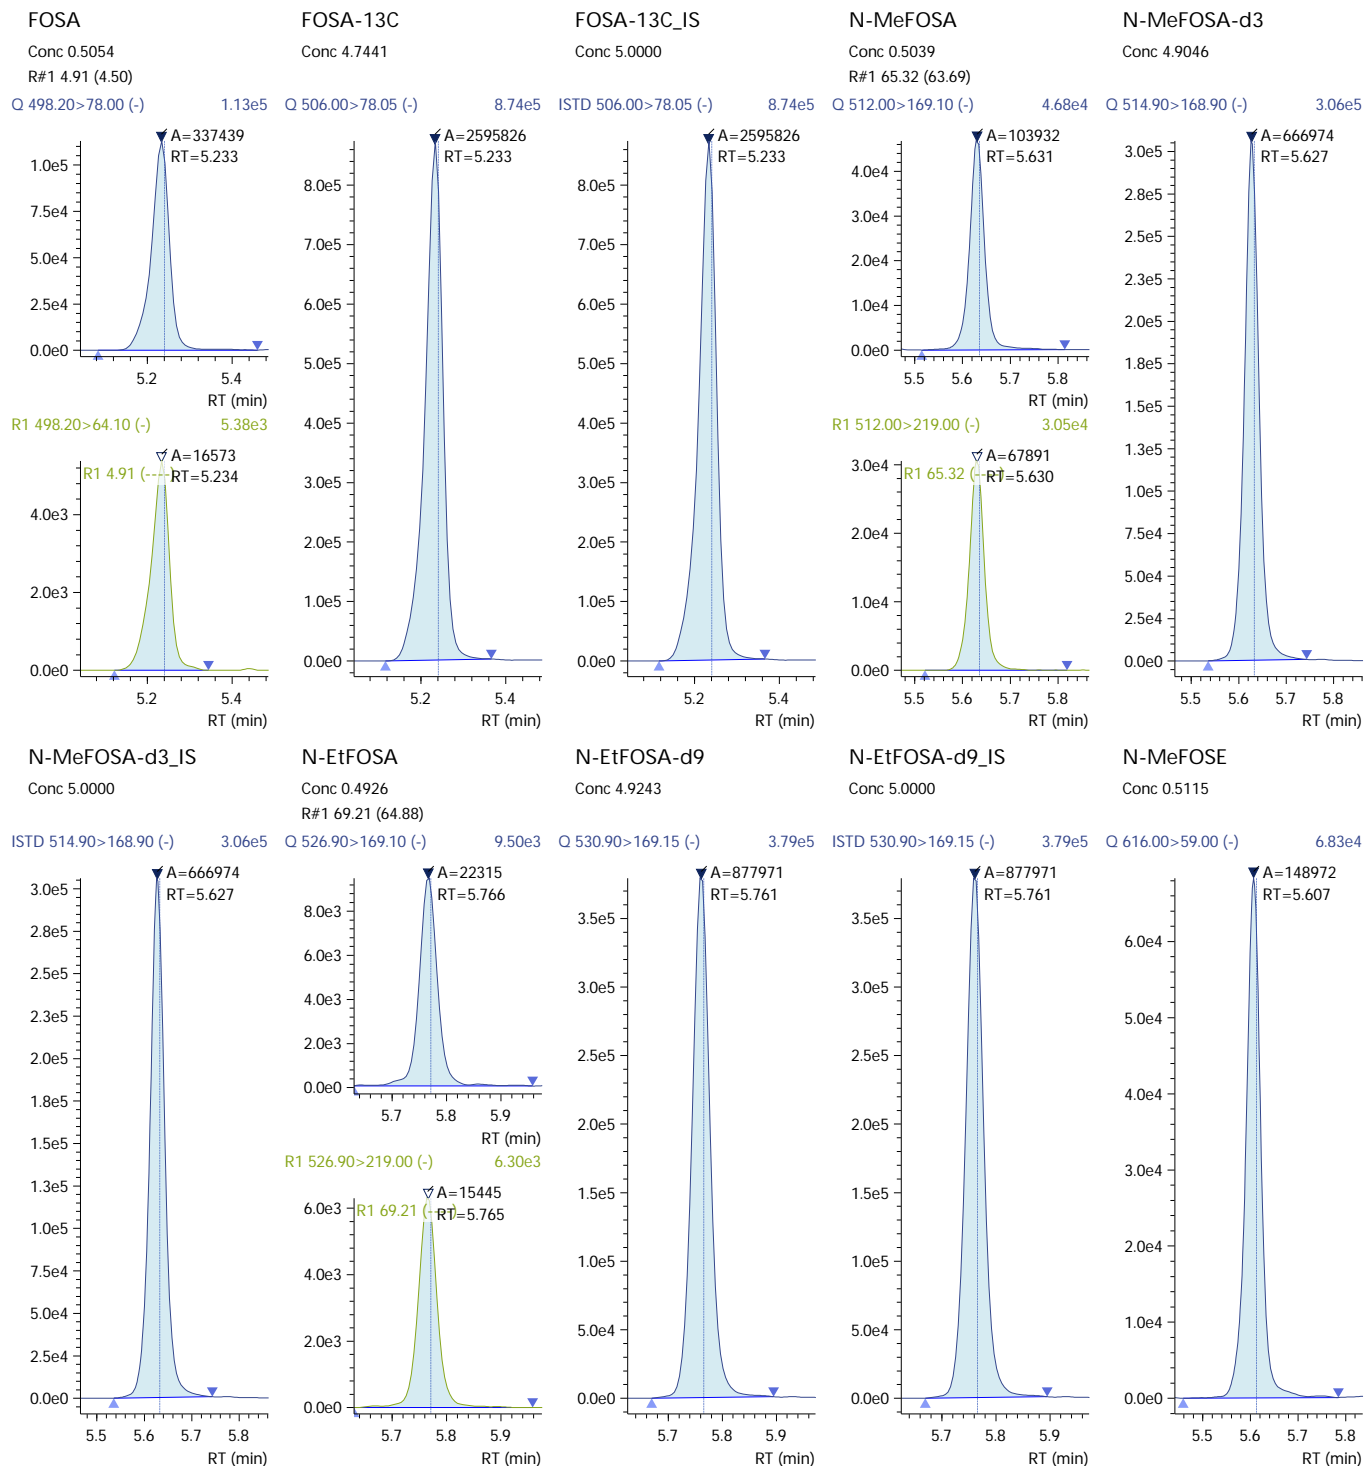 FOSA
Conc 0.5054
R#1 4.91 (4.50)
Q 498.20>78.00 (-) 1.13e5
A=337439
RT=5.233
1.0e5
7.5e4
5.0e4
2.5e4
0.0e0
5.2 5.4
RT (min)
R1 498.20>64.10 (-) 5.38e3
A=16573
R1 4.91 (----) RT=5.234
4.0e3
2.0e3
0.0e0
5.2 5.4
RT (min)
FOSA-13C
Conc 4.7441
Q 506.00>78.05 (-) 8.74e5
A=2595826
RT=5.233
8.0e5
7.0e5
6.0e5
5.0e5
4.0e5
3.0e5
2.0e5
1.0e5
0.0e0
5.2 5.4
RT (min)
FOSA-13C_IS
Conc 5.0000
ISTD 506.00>78.05 (-) 8.74e5
A=2595826
RT=5.233
8.0e5
7.0e5
6.0e5
5.0e5
4.0e5
3.0e5
2.0e5
1.0e5
0.0e0
5.2 5.4
RT (min)
N-MeFOSA
Conc 0.5039
R#1 65.32 (63.69)
Q 512.00>169.10 (-) 4.68e4
A=103932
RT=5.631
4.0e4
3.0e4
2.0e4
1.0e4
0.0e0
5.5 5.6 5.7 5.8
RT (min)
R1 512.00>219.00 (-) 3.05e4
A=67891
3.0e4
R1 65.32 (----) RT=5.630
2.0e4
1.0e4
0.0e0
5.5 5.6 5.7 5.8
RT (min)
N-MeFOSA-d3
Conc 4.9046
Q 514.90>168.90 (-) 3.06e5
A=666974
RT=5.627
3.0e5
2.8e5
2.5e5
2.3e5
2.0e5
1.8e5
1.5e5
1.3e5
1.0e5
7.5e4
5.0e4
2.5e4
0.0e0
5.5 5.6 5.7 5.8
RT (min)
N-MeFOSA-d3_IS
Conc 5.0000
ISTD 514.90>168.90 (-) 3.06e5
A=666974
RT=5.627
3.0e5
2.8e5
2.5e5
2.3e5
2.0e5
1.8e5
1.5e5
1.3e5
1.0e5
7.5e4
5.0e4
2.5e4
0.0e0
5.5 5.6 5.7 5.8
RT (min)
N-EtFOSA
Conc 0.4926
R#1 69.21 (64.88)
Q 526.90>169.10 (-) 9.50e3
A=22315
RT=5.766
8.0e3
6.0e3
4.0e3
2.0e3
0.0e0
5.7 5.8 5.9
RT (min)
R1 526.90>219.00 (-) 6.30e3
A=15445
6.0e3
R1 69.21 (----) RT=5.765
4.0e3
2.0e3
0.0e0
5.7 5.8 5.9
RT (min)
N-EtFOSA-d9
Conc 4.9243
Q 530.90>169.15 (-) 3.79e5
A=877971
RT=5.761
3.5e5
3.0e5
2.5e5
2.0e5
1.5e5
1.0e5
5.0e4
0.0e0
5.7 5.8 5.9
RT (min)
N-EtFOSA-d9_IS
Conc 5.0000
ISTD 530.90>169.15 (-) 3.79e5
A=877971
RT=5.761
3.5e5
3.0e5
2.5e5
2.0e5
1.5e5
1.0e5
5.0e4
0.0e0
5.7 5.8 5.9
RT (min)
N-MeFOSE
Conc 0.5115
Q 616.00>59.00 (-) 6.83e4
A=148972
RT=5.607
6.0e4
5.0e4
4.0e4
3.0e4
2.0e4
1.0e4
0.0e0
5.5 5.6 5.7 5.8
RT (min)